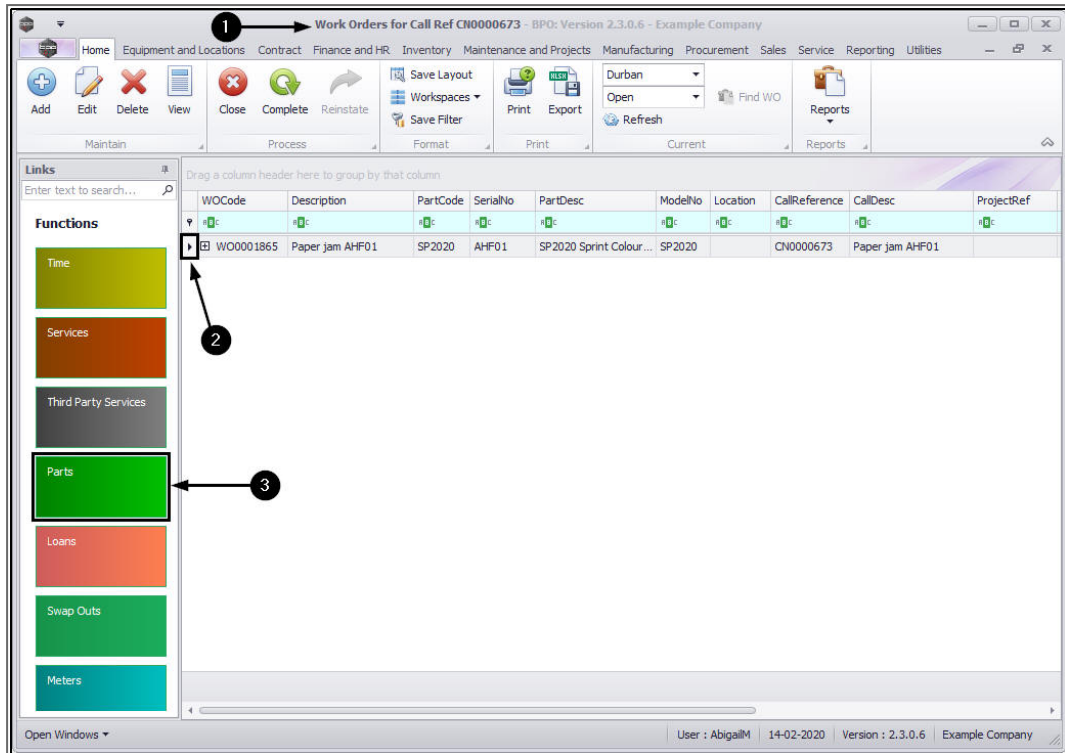 1
Work Orders for Call Ref CN0000673 - BPO: Version 2.3.0.6 - Example Company
Home Equipment and Locations Contract Finance and HR Inventory Maintenance and Projects Manufacturing Procurement Sales Service Reporting Utilities
Add Edit Delete View Close Complete Reinstate Save Layout Workspaces Save Filter Print Export Durban Open Refresh Find WO Reports
Maintain Process Format Print Current Reports
Links
Enter text to search...
Drag a column header here to group by that column
WOCode Description PartCode SerialNo PartDesc ModelNo Location CallReference CallDesc ProjectRef
Functions
WO0001865 Paper jam AHF01 SP2020 AHF01 SP2020 Sprint Colour... SP2020 CN0000673 Paper jam AHF01
Time
2
Services
Third Party Services
Parts
3
Loans
Swap Outs
Meters
Open Windows User : AbigailM 14-02-2020 Version : 2.3.0.6 Example Company